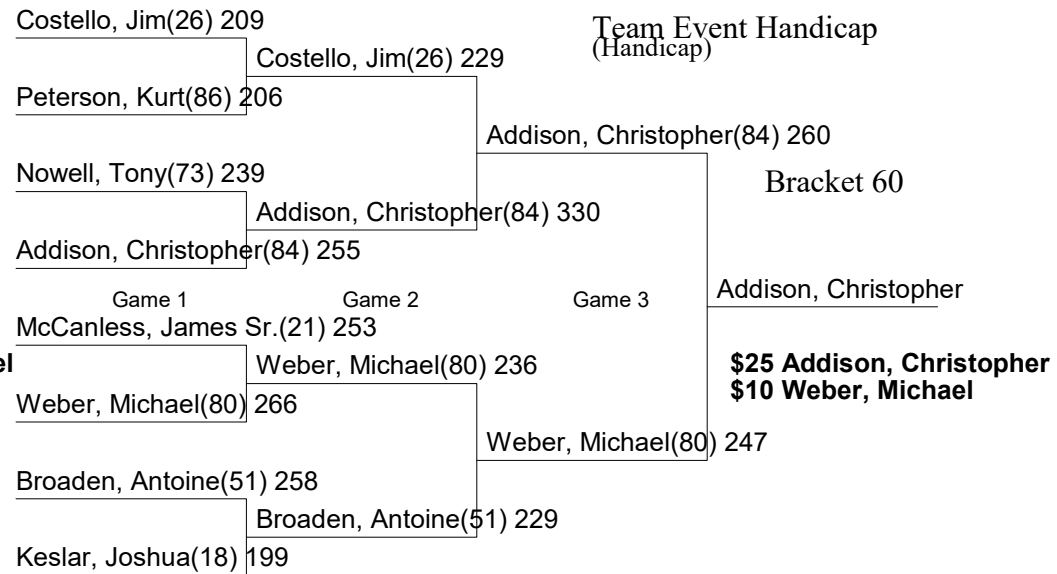 Costello, Jim(26) 209
Team Event Handicap
(Handicap)
Costello, Jim(26) 229
Peterson, Kurt(86) 206
Addison, Christopher(84) 260
Nowell, Tony(73) 239
Bracket 60
Addison, Christopher(84) 330
Addison, Christopher(84) 255
Game 1 Game 2 Game 3
Addison, Christopher
McCanless, James Sr.(21) 253
Weber, Michael(80) 236
$25 Addison, Christopher
$10 Weber, Michael
Weber, Michael(80) 266
Weber, Michael(80) 247
Broaden, Antoine(51) 258
Broaden, Antoine(51) 229
Keslar, Joshua(18) 199